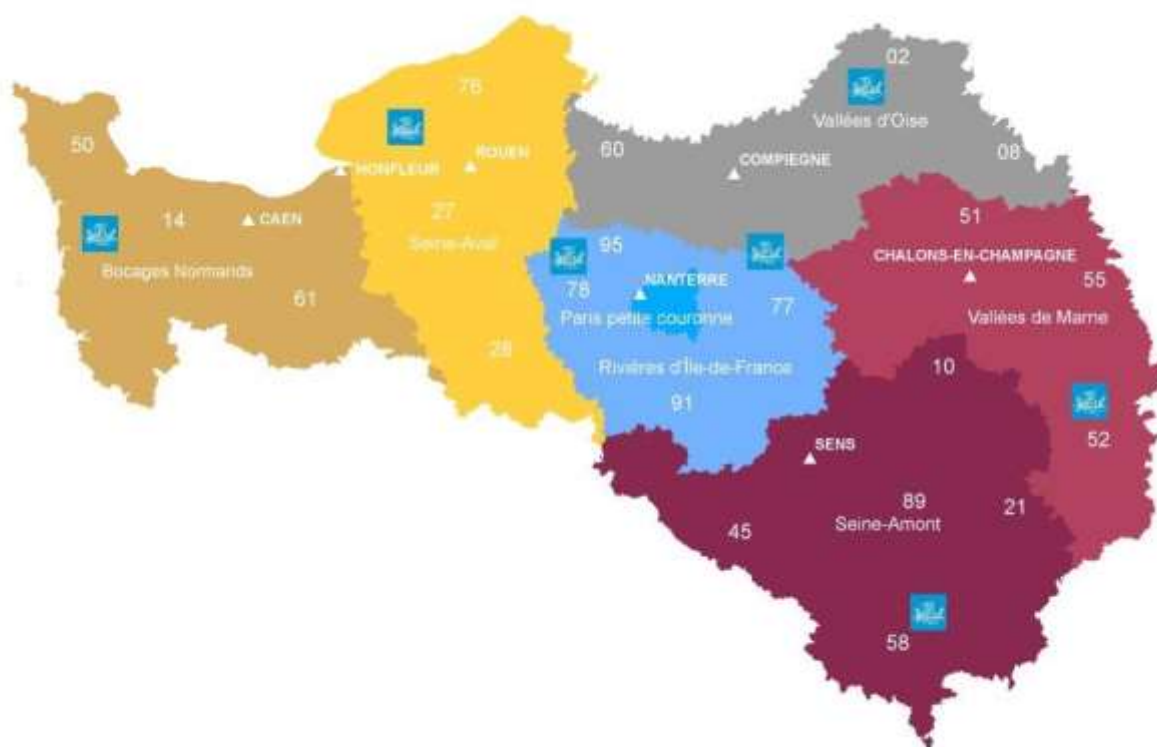 02
76
Vallées d'Oise
50
60
08
ROUEN
COMPIEGNE
HONFLEUR
27
51
14
CAEN
Seine-Aval
95
CHALONS-EN-CHAMPAGNE
Bocages Normands
55
NANTERRE
78
61
77
Paris petite couronne
Vallées de Marne
28
Rivières d'Île-de-France
10
91
52
SENS
89
21
Seine-Amont
45
58